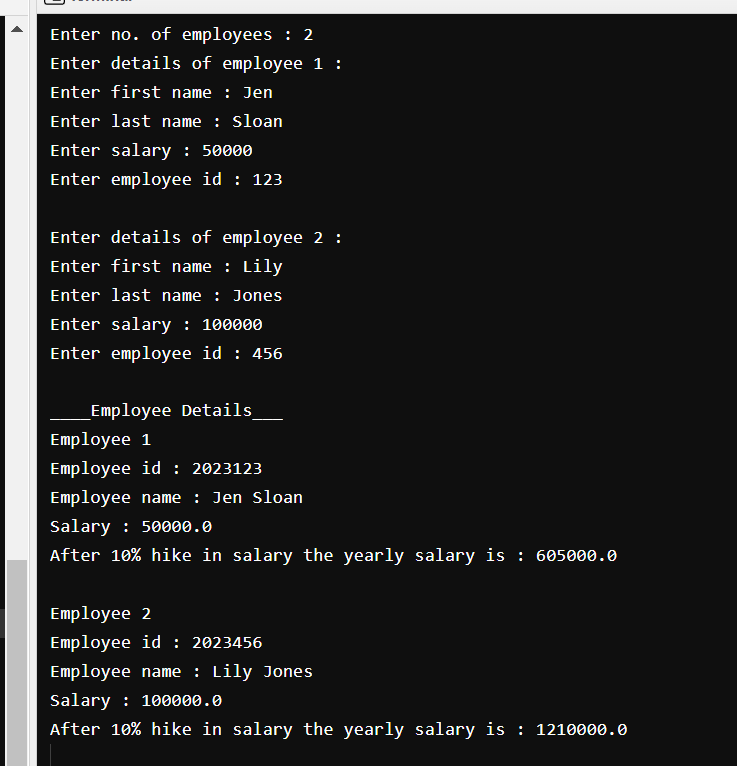 Enter no. of employees : 2
Enter details of employee 1 :
Enter first name : Jen
Enter last name : Sloan
Enter salary : 50000
Enter employee id : 123
Enter details of employee 2 :
Enter first name : Lily
Enter last name : Jones
Enter salary : 100000
Enter employee id : 456
____Employee Details___
Employee 1
Employee id : 2023123
Employee name : Jen Sloan
Salary : 50000.0
After 10% hike in salary the yearly salary is : 605000.0
Employee 2
Employee id : 2023456
Employee name : Lily Jones
Salary : 100000.0
After 10% hike in salary the yearly salary is : 1210000.0